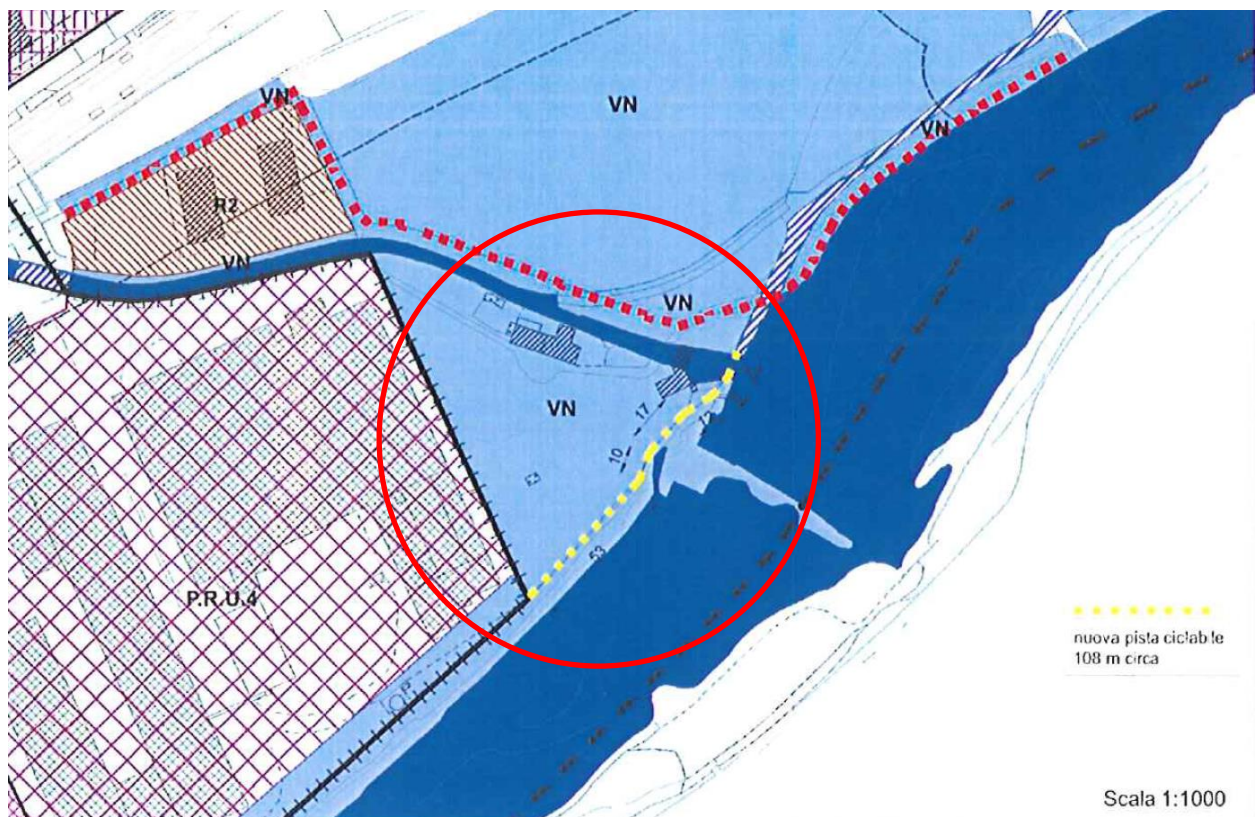 VN
VN
VN
R2
VN
VN
VN
17
10
12
53
P.R.U.4
P
nuova pista ciclabile
108 m circa
Scala 1:1000